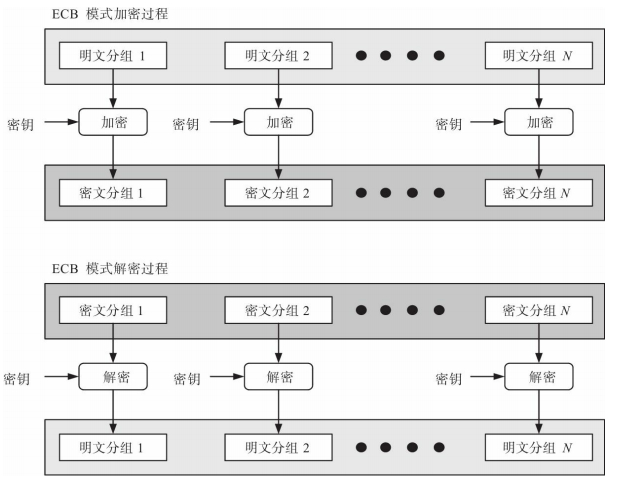 ECB 模式加密过程
明文分组 1 明文分组 2 明文分组 N
密钥 加密 密钥 加密 密钥 加密
密文分组 1 密文分组 2 密文分组 N
ECB 模式解密过程
密文分组 1 密文分组 2 密文分组 N
密钥 解密 密钥 解密 密钥 解密
明文分组 1 明文分组 2 明文分组 N